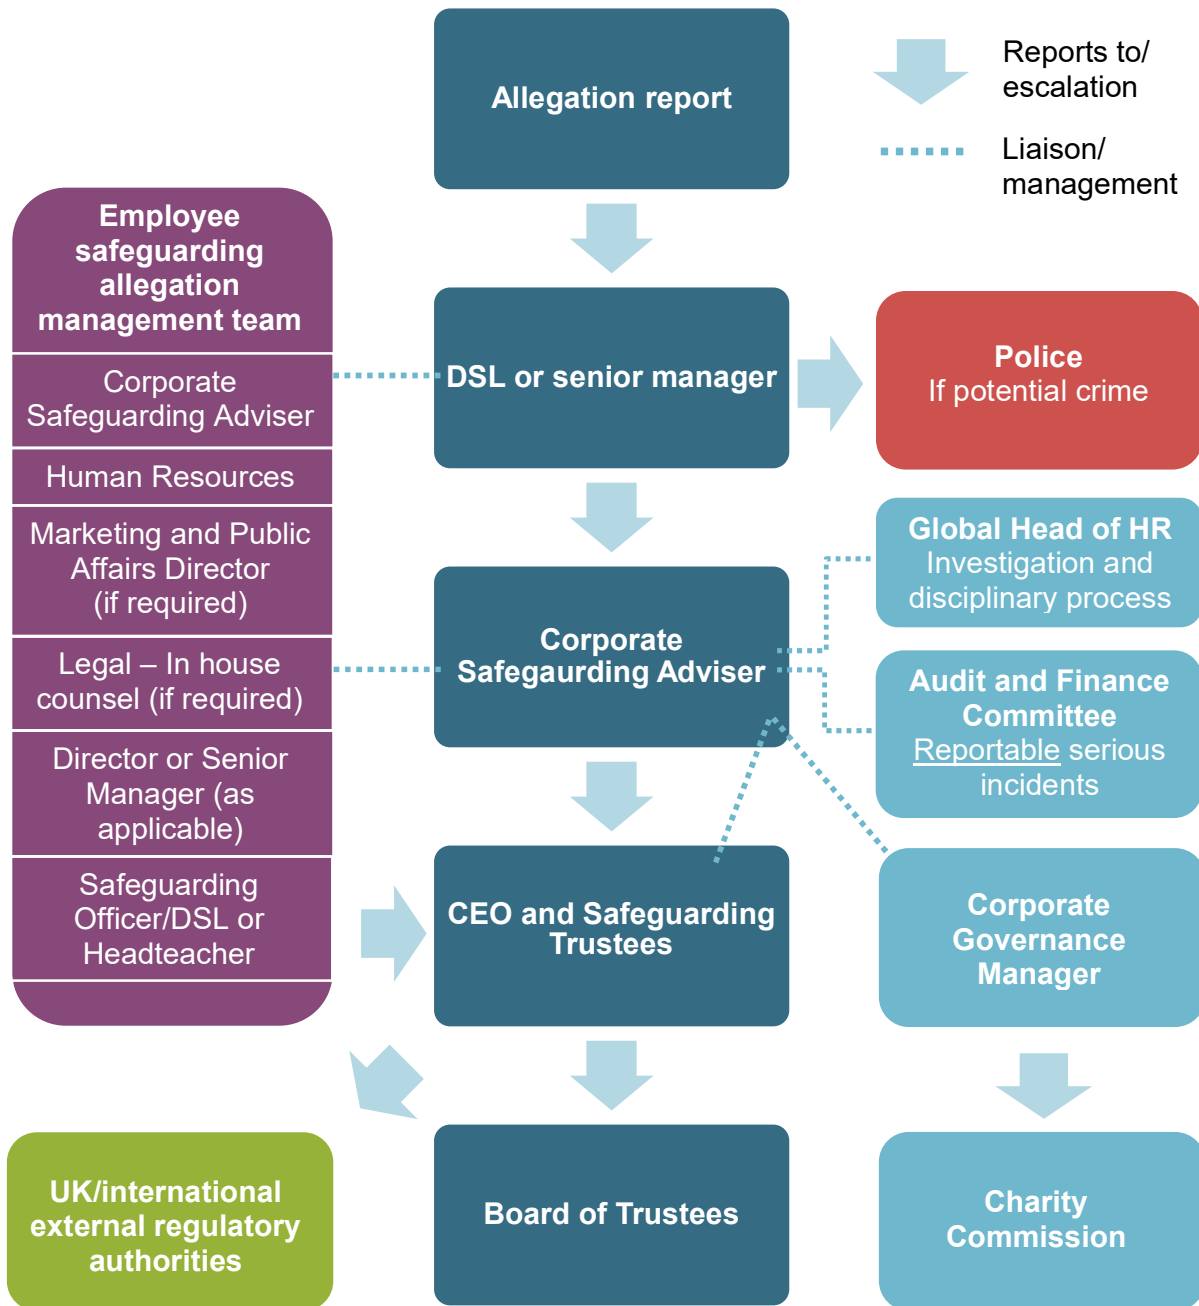 Allegation report
Reports to/
escalation
Liaison/
management
Employee
safeguarding
allegation
management team
Corporate
Safeguarding Adviser
Human Resources
Marketing and Public
Affairs Director
(if required)
Legal – In house
counsel (if required)
Director or Senior
Manager (as
applicable)
Safeguarding
Officer/DSL or
Headteacher
DSL or senior manager
Police
If potential crime
Corporate
Safegaurding Adviser
Global Head of HR
Investigation and
disciplinary process
Audit and Finance
Committee
Reportable serious
incidents
CEO and Safeguarding
Trustees
Corporate
Governance
Manager
UK/international
external regulatory
authorities
Board of Trustees
Charity
Commission